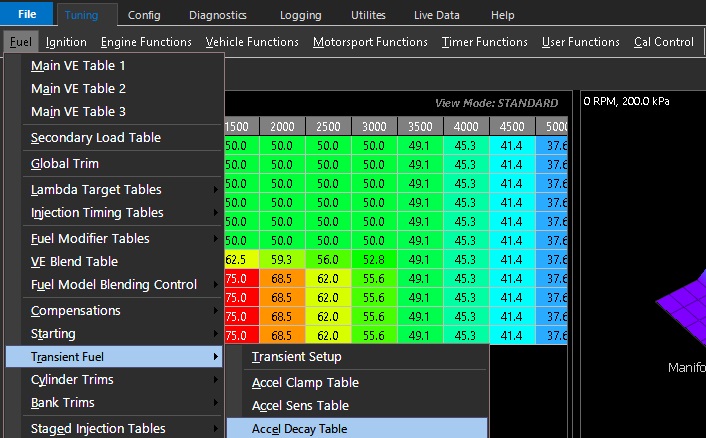 File Tuning Config Diagnostics Logging Utilites Live Data Help
Fuel Ignition Engine Functions Vehicle Functions Motorsport Functions Timer Functions User Functions Cal Control
Main VE Table 1
Main VE Table 2
Main VE Table 3
Secondary Load Table
Global Trim
Lambda Target Tables
Injection Timing Tables
Fuel Modifier Tables
VE Blend Table
Fuel Model Blending Control
Compensations
Starting
Transient Fuel
Cylinder Trims
Bank Trims
Staged Injection Tables
Transient Setup
Accel Clamp Table
Accel Sens Table
Accel Decay Table
View Mode: STANDARD
1500 2000 2500 3000 3500 4000 4500 5000
50.0 50.0 50.0 50.0 49.1 45.3 41.4 37.6
50.0 50.0 50.0 50.0 49.1 45.3 41.4 37.6
50.0 50.0 50.0 50.0 49.1 45.3 41.4 37.6
50.0 50.0 50.0 50.0 49.1 45.3 41.4 37.6
50.0 50.0 50.0 50.0 49.1 45.3 41.4 37.6
62.5 59.3 56.0 52.8 49.1 45.3 41.4 37.6
75.0 68.5 62.0 55.6 49.1 45.3 41.4 37.6
75.0 68.5 62.0 55.6 49.1 45.3 41.4 37.6
75.0 68.5 62.0 55.6 49.1 45.3 41.4 37.6
75.0 68.5 62.0 55.6 49.1 45.3 41.4 37.6
0 RPM, 200.0 kPa
Manifo